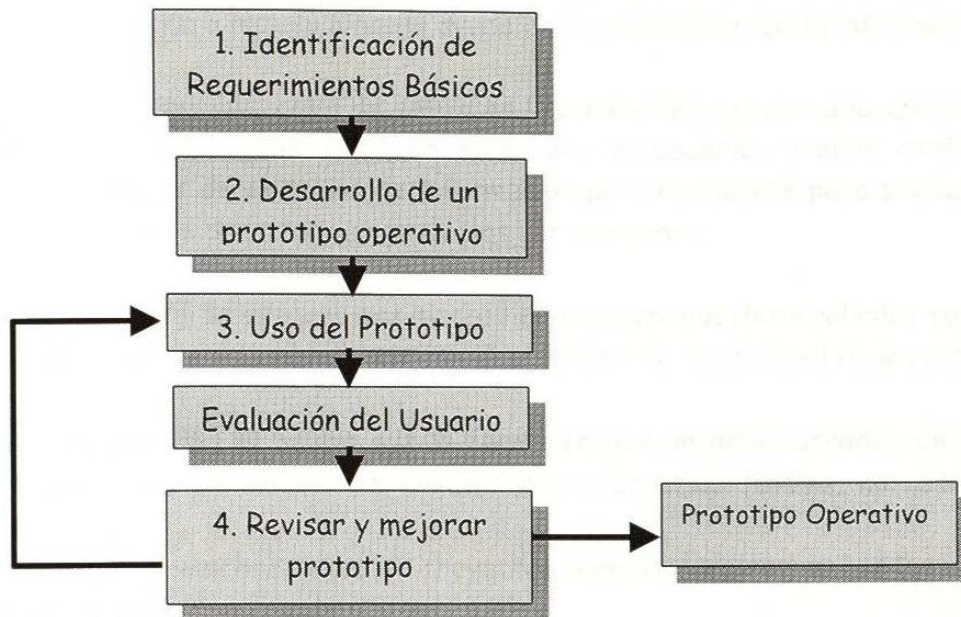 1. Identificación de
Requerimientos Básicos
2. Desarrollo de un
prototipo operativo
3. Uso del Prototipo
Evaluación del Usuario
4. Revisar y mejorar
prototipo
Prototipo Operativo